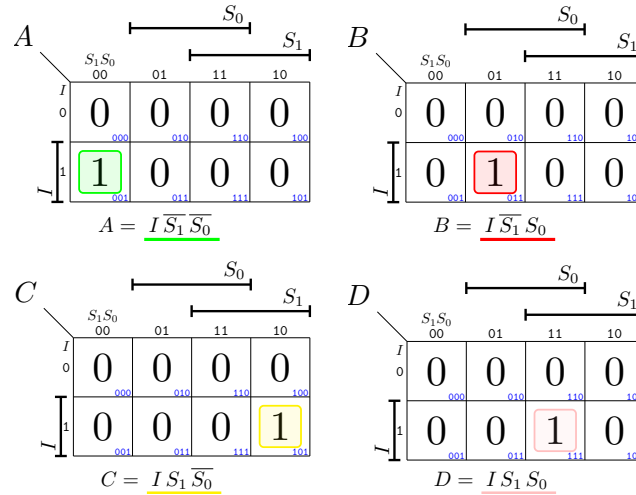 A S₀ B S₀
S₁ S₁
S₁S₀ S₁S₀
00 01 11 10 00 01 11 10
I I
0 0 0 0 0 0 0 0 0 0
000 010 110 100 000 010 110 10
I 1 1 0 0 0 I 1 0 1 0 0
001 011 111 101 001 011 111 10
A = I S̅₁ S̅₀ B = I S̅₁ S₀
C S₀ D S₀
S₁ S₁
S₁S₀ S₁S₀
00 01 11 10 00 01 11 10
I I
0 0 0 0 0 0 0 0 0 0
000 010 110 100 000 010 110 10
I 1 0 0 0 1 I 1 0 0 1 0
001 011 111 101 001 011 111 10
C = I S₁ S̅₀ D = I S₁ S₀